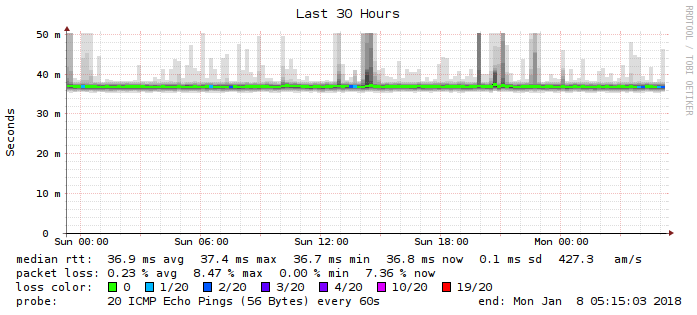 Last 30 Hours
RRDTOOL / TOBI OETIKER
50 m
40 m
30 m
20 m
10 m
0
Seconds
Sun 00:00 Sun 06:00 Sun 12:00 Sun 18:00 Mon 00:00
median rtt: 36.9 ms avg 37.4 ms max 36.7 ms min 36.8 ms now 0.1 ms sd 427.3 am/s
packet loss: 0.23 % avg 8.47 % max 0.00 % min 7.36 % now
loss color: 0 1/20 2/20 3/20 4/20 10/20 19/20
probe: 20 ICMP Echo Pings (56 Bytes) every 60s end: Mon Jan 8 05:15:03 2018